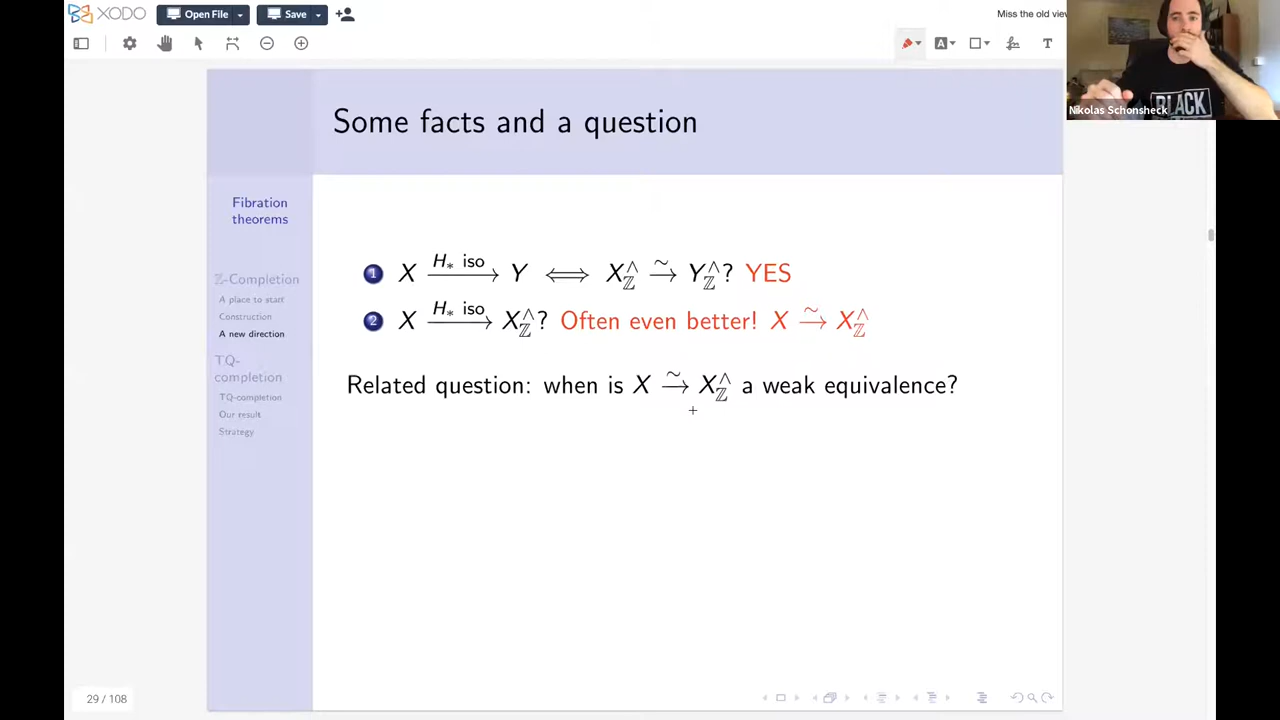 XODO
Open File
Save
Miss the old view
Nikolas Schonsheck
BLACK
Some facts and a question
Fibration
theorems
ℤ-Completion
A place to start
Construction
A new direction
TQ-
completion
TQ-completion
Our result
Strategy
1 X —H∗ iso→ Y ⟺ X^∧_ℤ →^∼ Y^∧_ℤ? YES
2 X —H∗ iso→ X^∧_ℤ? Often even better! X →^∼ X^∧_ℤ
Related question: when is X →^∼ X^∧_ℤ a weak equivalence?
29 / 108